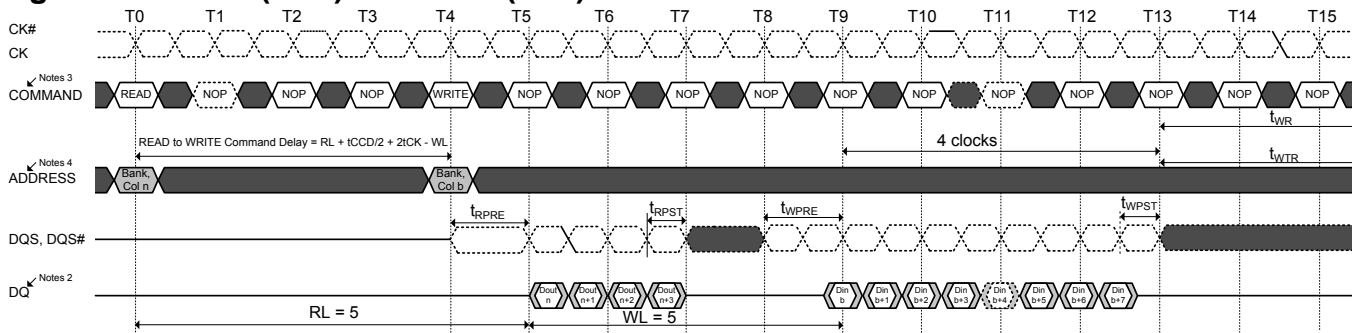 T0 T1 T2 T3 T4 T5 T6 T7 T8 T9 T10 T11 T12 T13 T14 T15
CK#
CK
Notes 3
COMMAND READ NOP NOP NOP WRITE NOP NOP NOP NOP NOP NOP NOP NOP NOP NOP NOP
READ to WRITE Command Delay = RL + tCCD/2 + 2tCK - WL
4 clocks
tWR
tWTR
Notes 4
ADDRESS
Bank,
Col n
Bank,
Col b
tRPRE tRPST tWPRE tWPST
DQS, DQS#
Notes 2
DQ
Dout
n
Dout
n+1
Dout
n+2
Dout
n+3
Din
b
Din
b+1
Din
b+2
Din
b+3
Din
b+4
Din
b+5
Din
b+6
Din
b+7
RL = 5
WL = 5